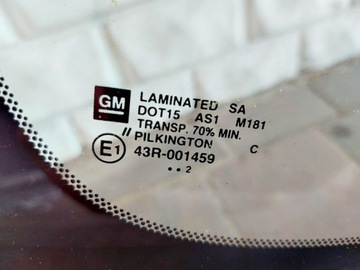 GM
LAMINATED SA
DOT15 AS1 M181
TRANSP. 70% MIN.
// PILKINGTON C
E1 43R-001459
•• 2